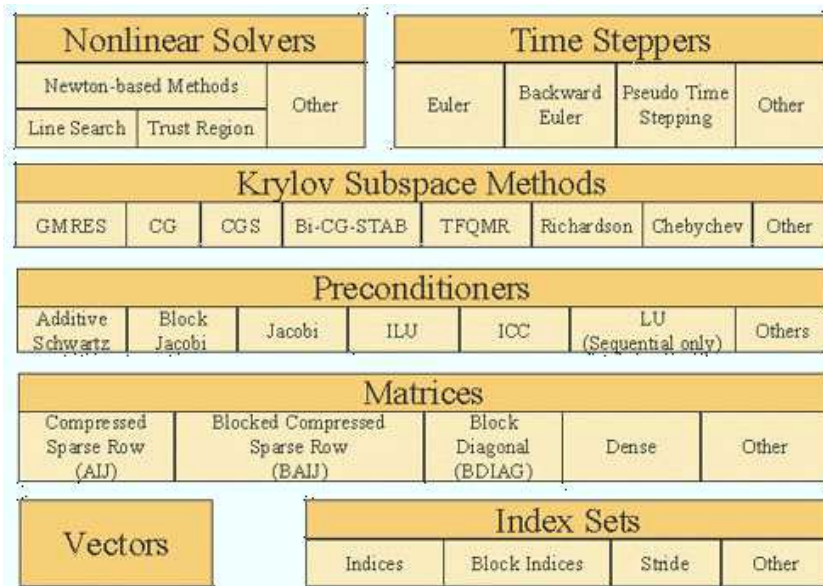 Nonlinear Solvers
Newton-based Methods
Line Search
Trust Region
Other
Time Steppers
Euler
Backward
Euler
Pseudo Time
Stepping
Other
Krylov Subspace Methods
GMRES
CG
CGS
Bi-CG-STAB
TFQMR
Richardson
Chebychev
Other
Preconditioners
Additive
Schwartz
Block
Jacobi
Jacobi
ILU
ICC
LU
(Sequential only)
Others
Matrices
Compressed
Sparse Row
(AIJ)
Blocked Compressed
Sparse Row
(BAIJ)
Block
Diagonal
(BDIAG)
Dense
Other
Vectors
Index Sets
Indices
Block Indices
Stride
Other